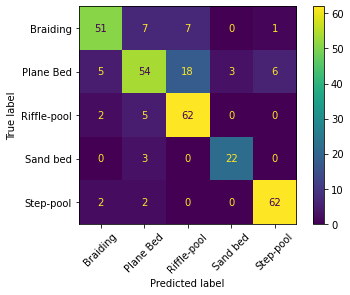 Braiding 51 7 7 0 1
Plane Bed 5 54 18 3 6
Riffle-pool 2 5 62 0 0
Sand bed 0 3 0 22 0
Step-pool 2 2 0 0 62
Braiding Plane Bed Riffle-pool Sand bed Step-pool
Predicted label
True label
60
50
40
30
20
10
0